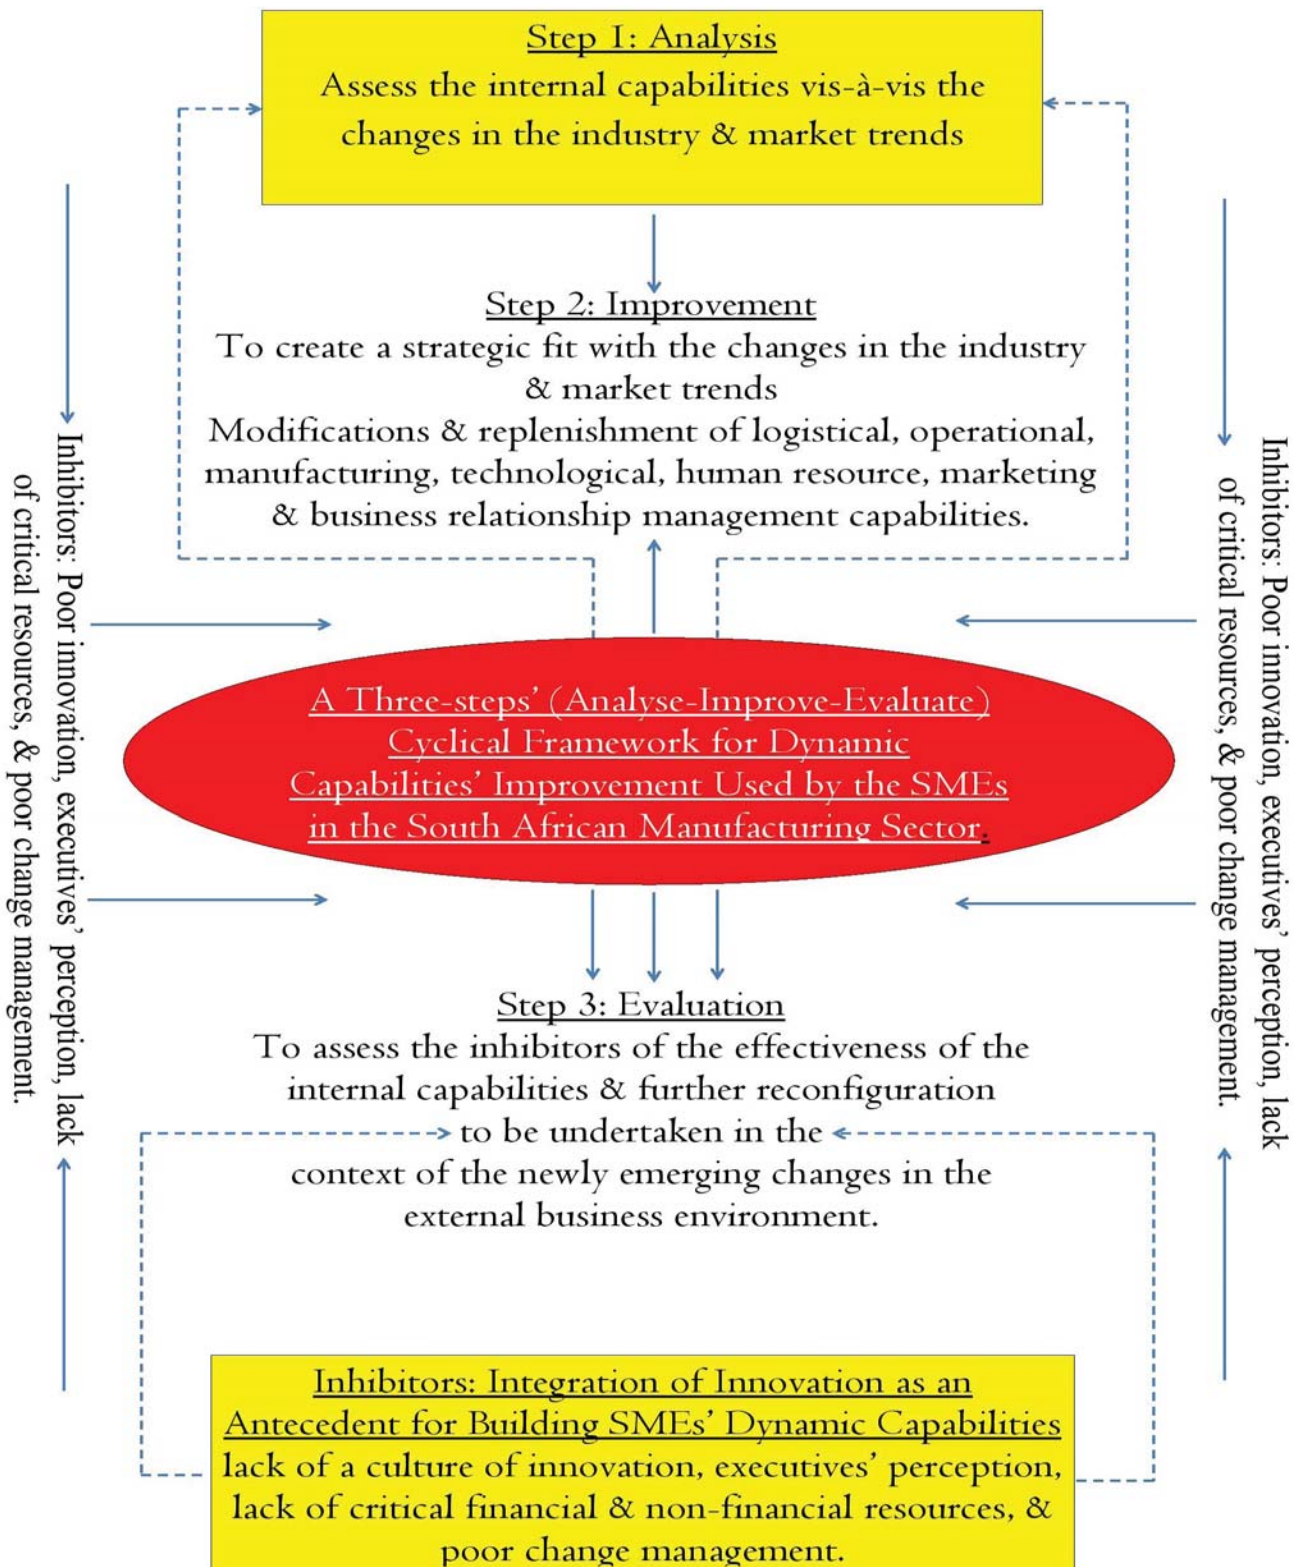 Step 1: Analysis
Assess the internal capabilities vis-à-vis the
changes in the industry & market trends
Step 2: Improvement
To create a strategic fit with the changes in the industry
& market trends
Modifications & replenishment of logistical, operational,
manufacturing, technological, human resource, marketing
& business relationship management capabilities.
Inhibitors: Poor innovation, executives’ perception, lack
of critical resources, & poor change management.
A Three-steps’ (Analyse-Improve-Evaluate)
Cyclical Framework for Dynamic
Capabilities’ Improvement Used by the SMEs
in the South African Manufacturing Sector.
Inhibitors: Poor innovation, executives’ perception, lack
of critical resources, & poor change management.
Step 3: Evaluation
To assess the inhibitors of the effectiveness of the
internal capabilities & further reconfiguration
to be undertaken in the
context of the newly emerging changes in the
external business environment.
Inhibitors: Integration of Innovation as an
Antecedent for Building SMEs’ Dynamic Capabilities
lack of a culture of innovation, executives’ perception,
lack of critical financial & non-financial resources, &
poor change management.